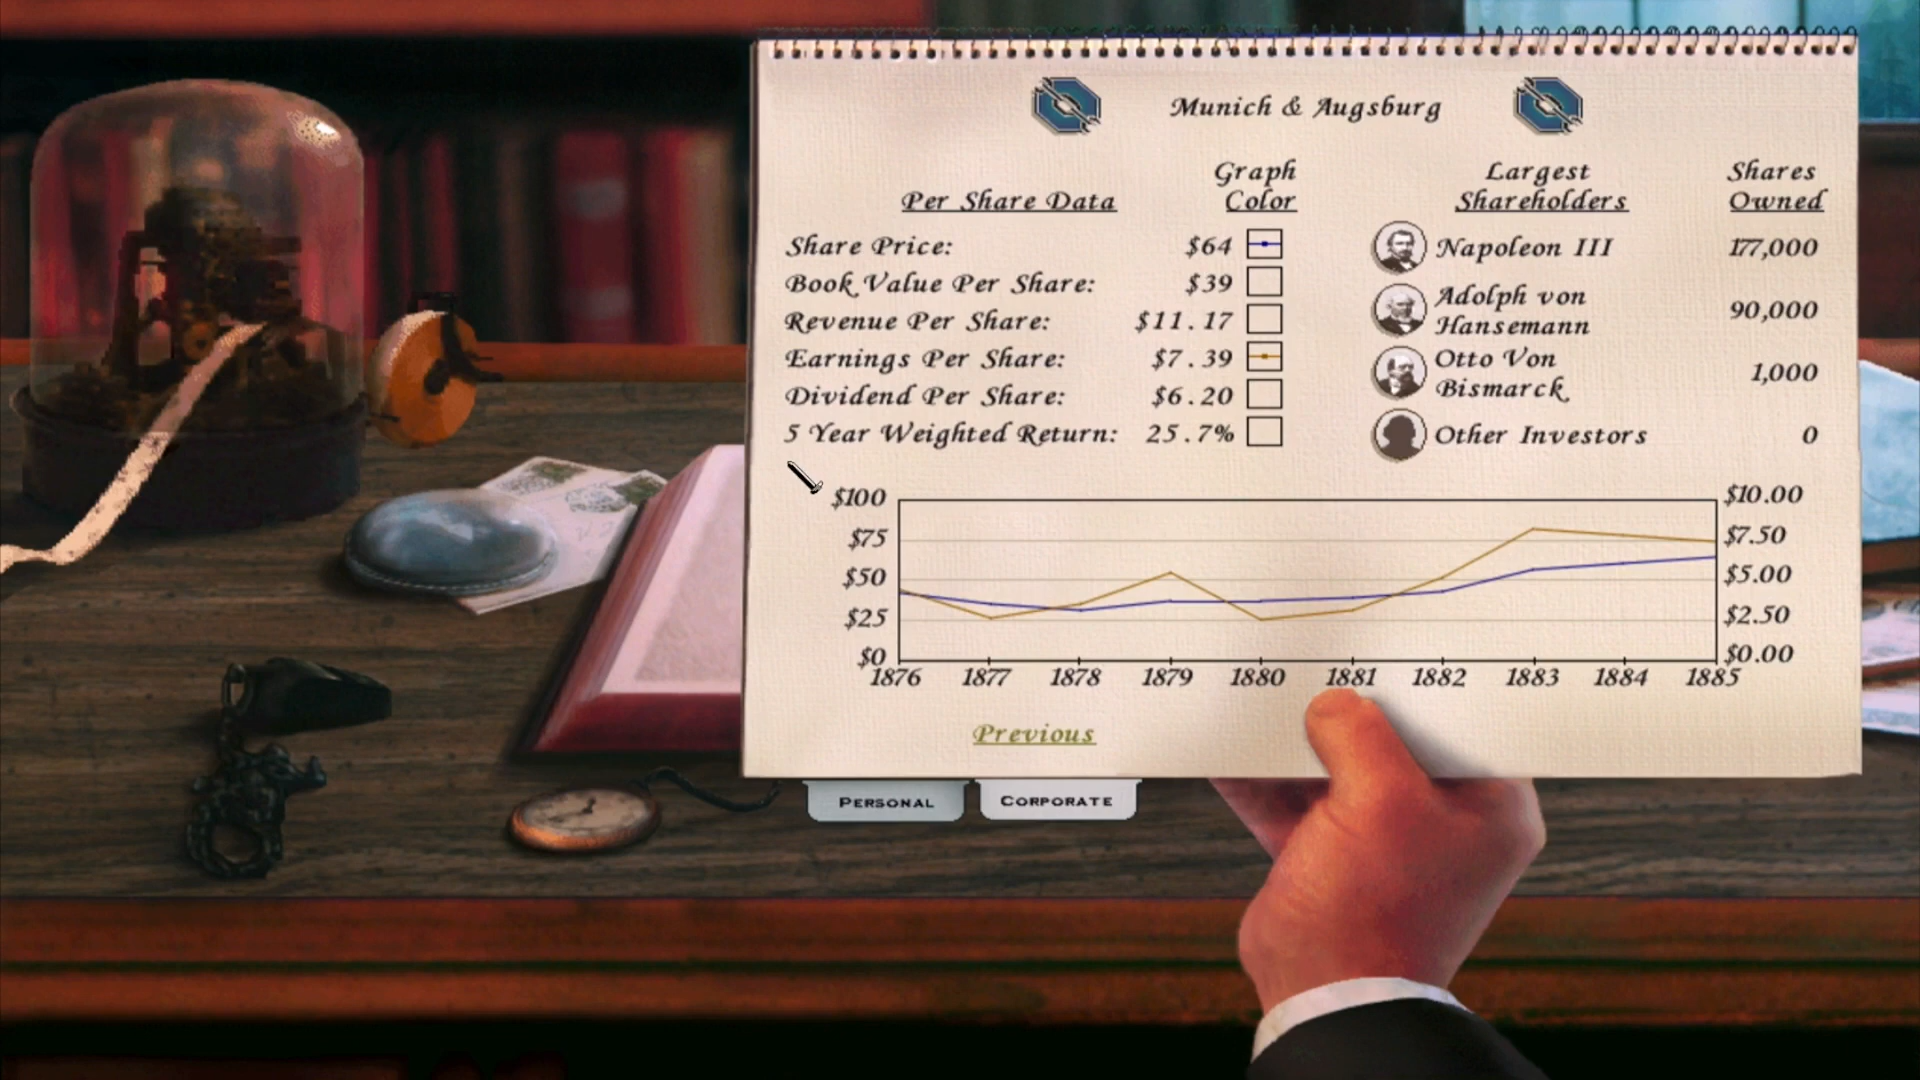 Munich & Augsburg
Per Share Data
Graph
Color
Largest
Shareholders
Shares
Owned
Share Price: $64
Book Value Per Share: $39
Revenue Per Share: $11.17
Earnings Per Share: $7.39
Dividend Per Share: $6.20
5 Year Weighted Return: 25.7%
Napoleon III 177,000
Adolph von
Hansemann 90,000
Otto Von
Bismarck 1,000
Other Investors 0
$100 $10.00
$75 $7.50
$50 $5.00
$25 $2.50
$0 $0.00
1876 1877 1878 1879 1880 1881 1882 1883 1884 1885
Previous
PERSONAL CORPORATE